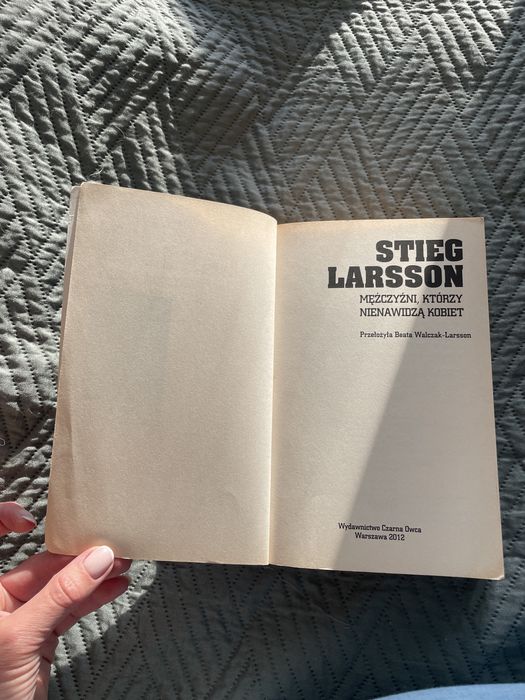 STIEG
LARSSON
MĘŻCZYŹNI, KTÓRZY
NIENAWIDZĄ KOBIET
Przełożyła Beata Walczak-Larsson
Wydawnictwo Czarna Owca
Warszawa 2012